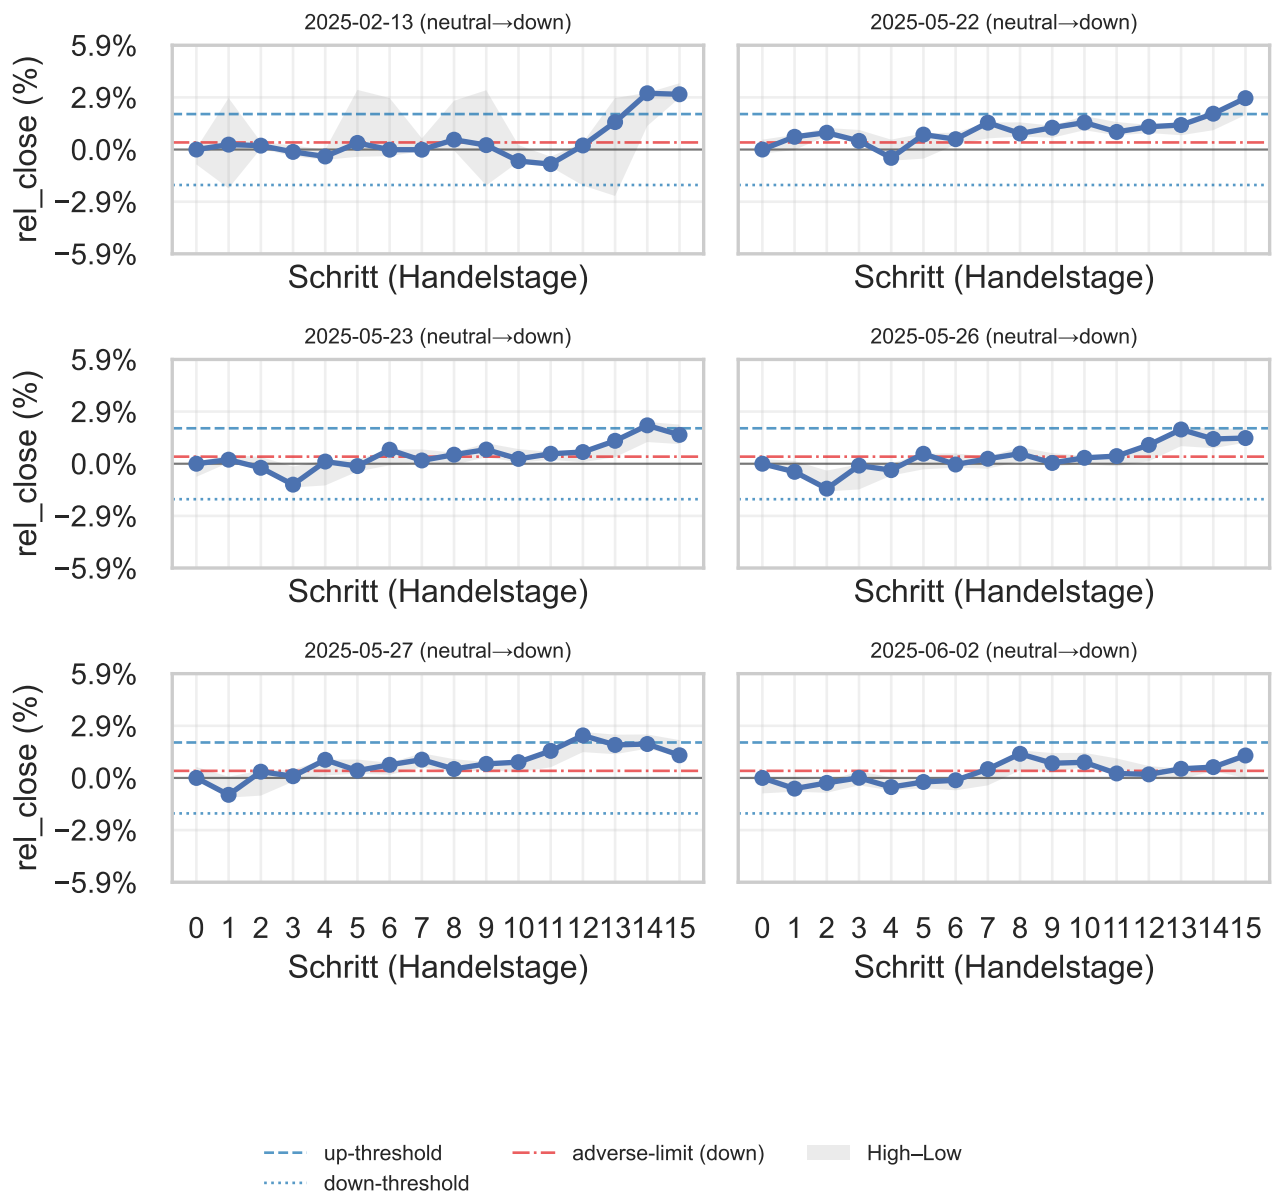 2025-02-13 (neutral→down)
2025-05-22 (neutral→down)
rel_close (%)
5.9%
2.9%
0.0%
−2.9%
−5.9%
Schritt (Handelstage)
Schritt (Handelstage)
2025-05-23 (neutral→down)
2025-05-26 (neutral→down)
rel_close (%)
5.9%
2.9%
0.0%
−2.9%
−5.9%
Schritt (Handelstage)
Schritt (Handelstage)
2025-05-27 (neutral→down)
2025-06-02 (neutral→down)
rel_close (%)
5.9%
2.9%
0.0%
−2.9%
−5.9%
0 1 2 3 4 5 6 7 8 9 10 11 12 13 14 15
0 1 2 3 4 5 6 7 8 9 10 11 12 13 14 15
Schritt (Handelstage)
Schritt (Handelstage)
up-threshold
down-threshold
adverse-limit (down)
High–Low